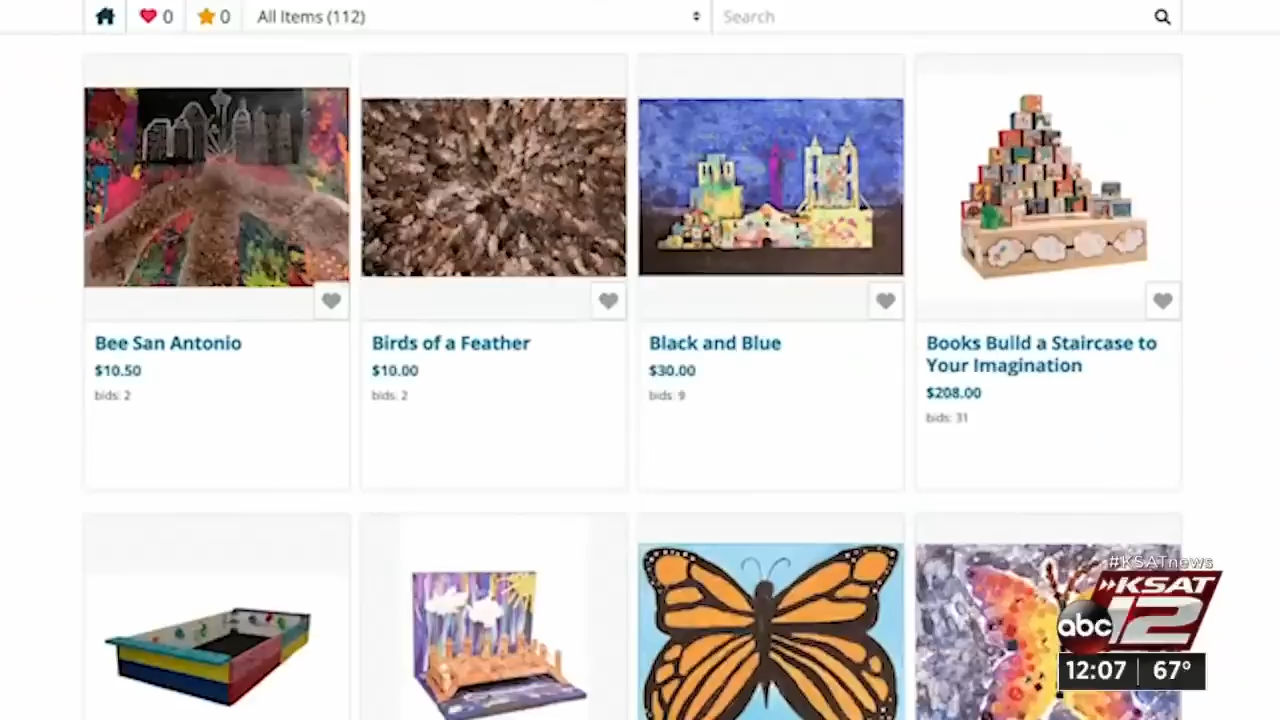 0
0
All Items (112)
Search
Bee San Antonio
$10.50
bids: 2
Birds of a Feather
$10.00
bids: 2
Black and Blue
$30.00
bids: 9
Books Build a Staircase to
Your Imagination
$208.00
bids: 31
#KSATnews
KSAT
abc 12
12:07 67°